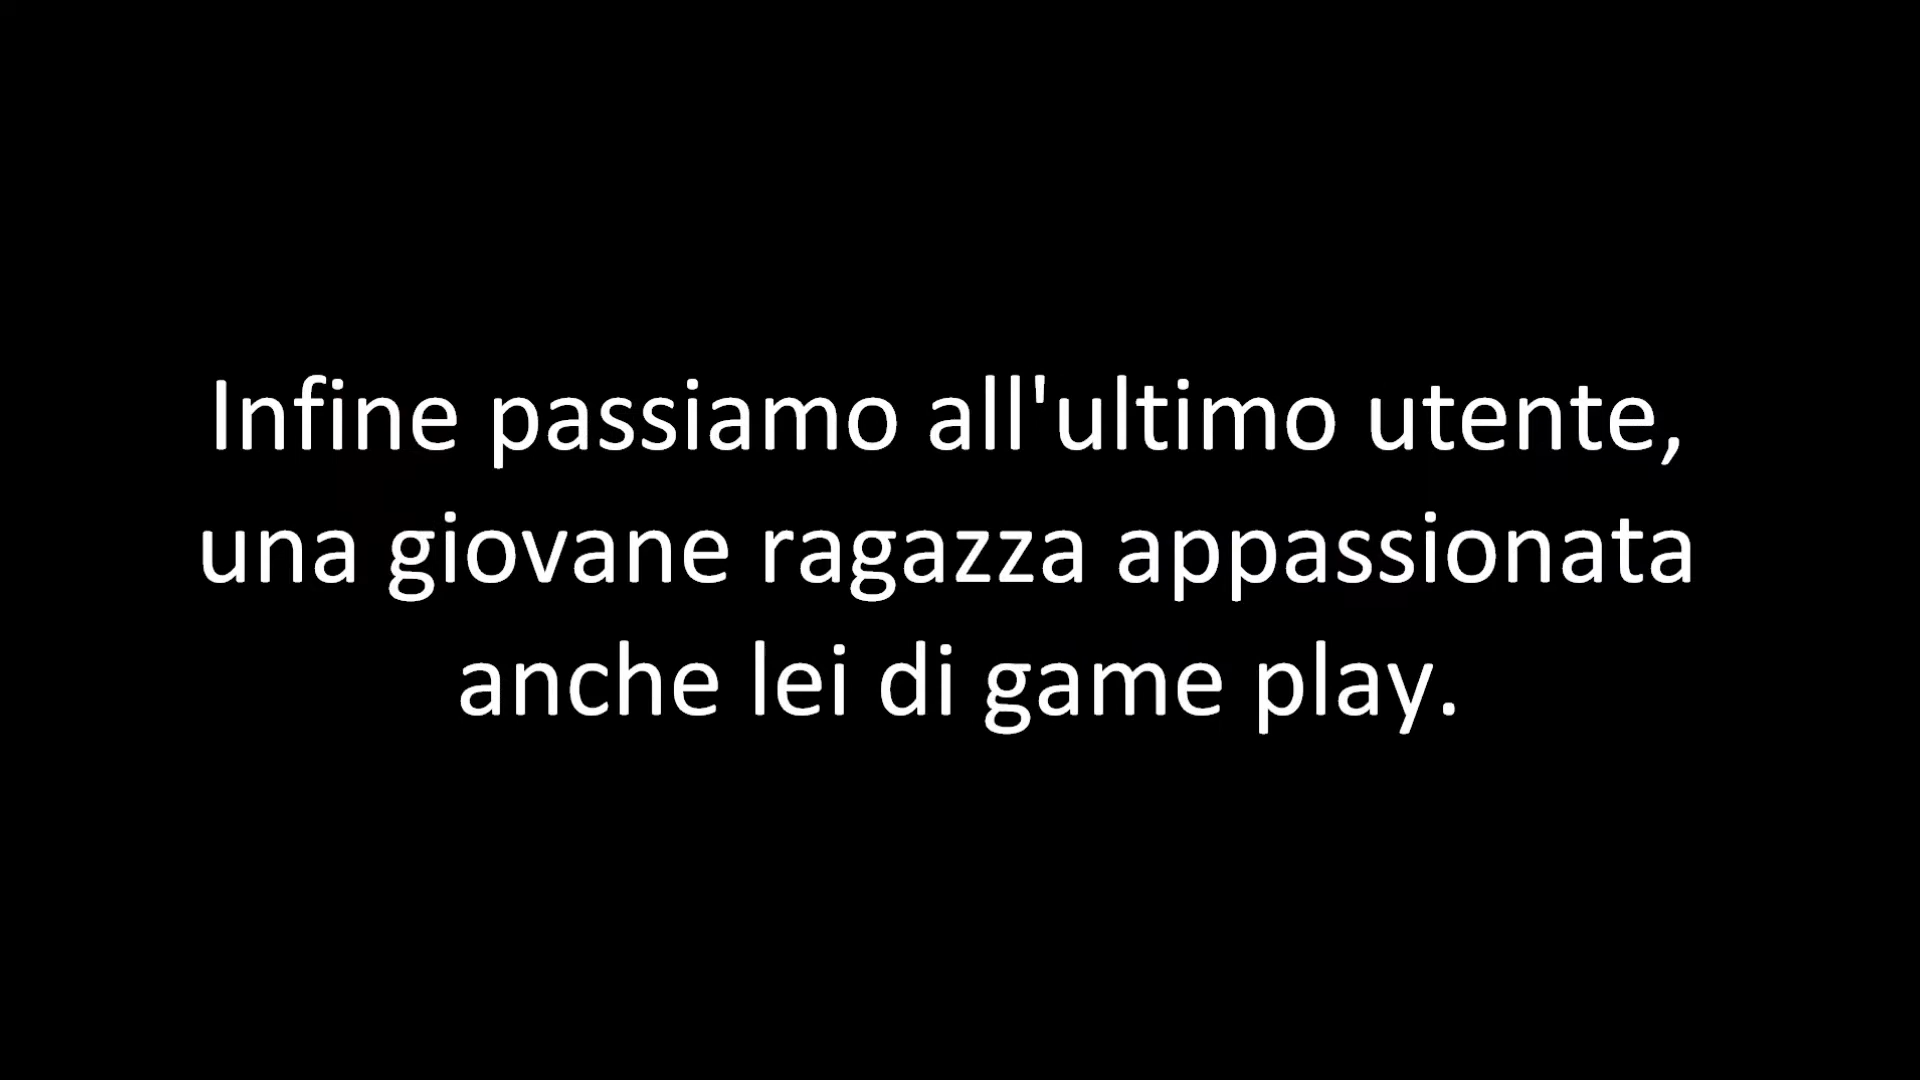 Infine passiamo all'ultimo utente,
una giovane ragazza appassionata
anche lei di game play.